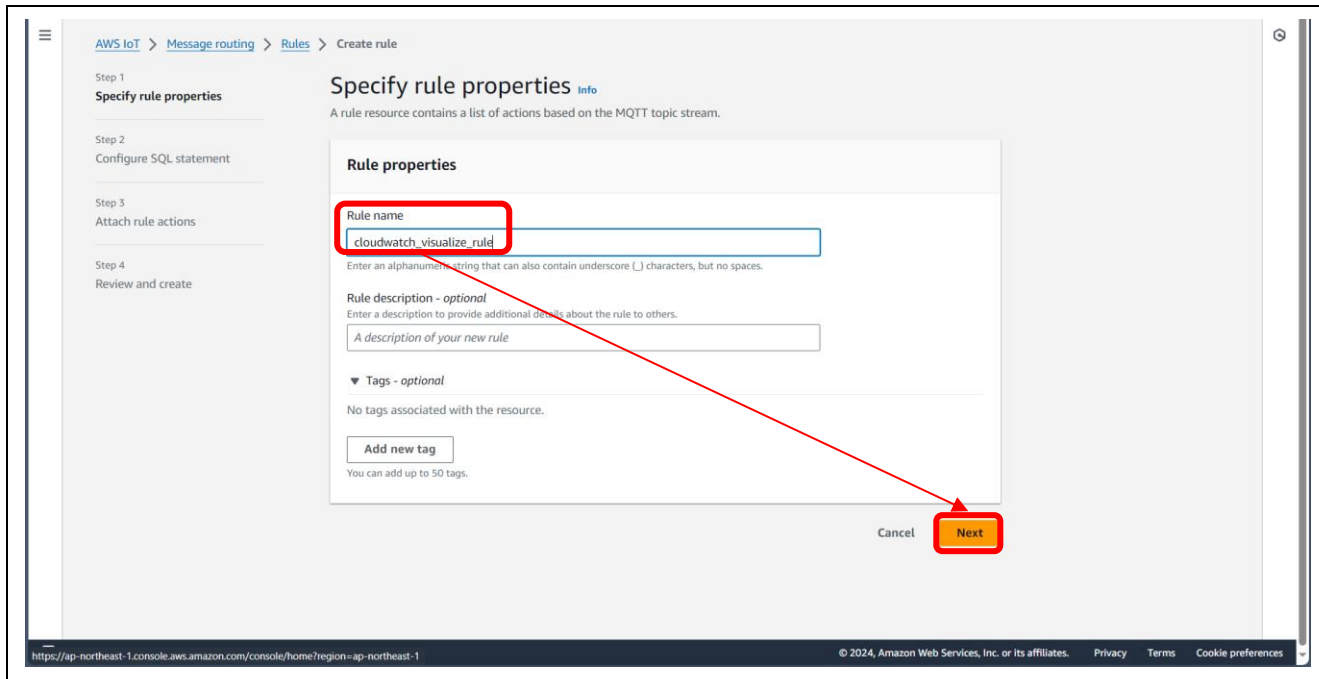 AWS IoT > Message routing > Rules > Create rule
Step 1
Specify rule properties
Step 2
Configure SQL statement
Step 3
Attach rule actions
Step 4
Review and create
Specify rule properties Info
A rule resource contains a list of actions based on the MQTT topic stream.
Rule properties
Rule name
cloudwatch_visualize_rule
Enter an alphanumeric string that can also contain underscore (_) characters, but no spaces.
Rule description - optional
Enter a description to provide additional details about the rule to others.
A description of your new rule
Tags - optional
No tags associated with the resource.
Add new tag
You can add up to 50 tags.
Cancel Next
https://ap-northeast-1.console.aws.amazon.com/console/home?region=ap-northeast-1
© 2024, Amazon Web Services, Inc. or its affiliates. Privacy Terms Cookie preferences